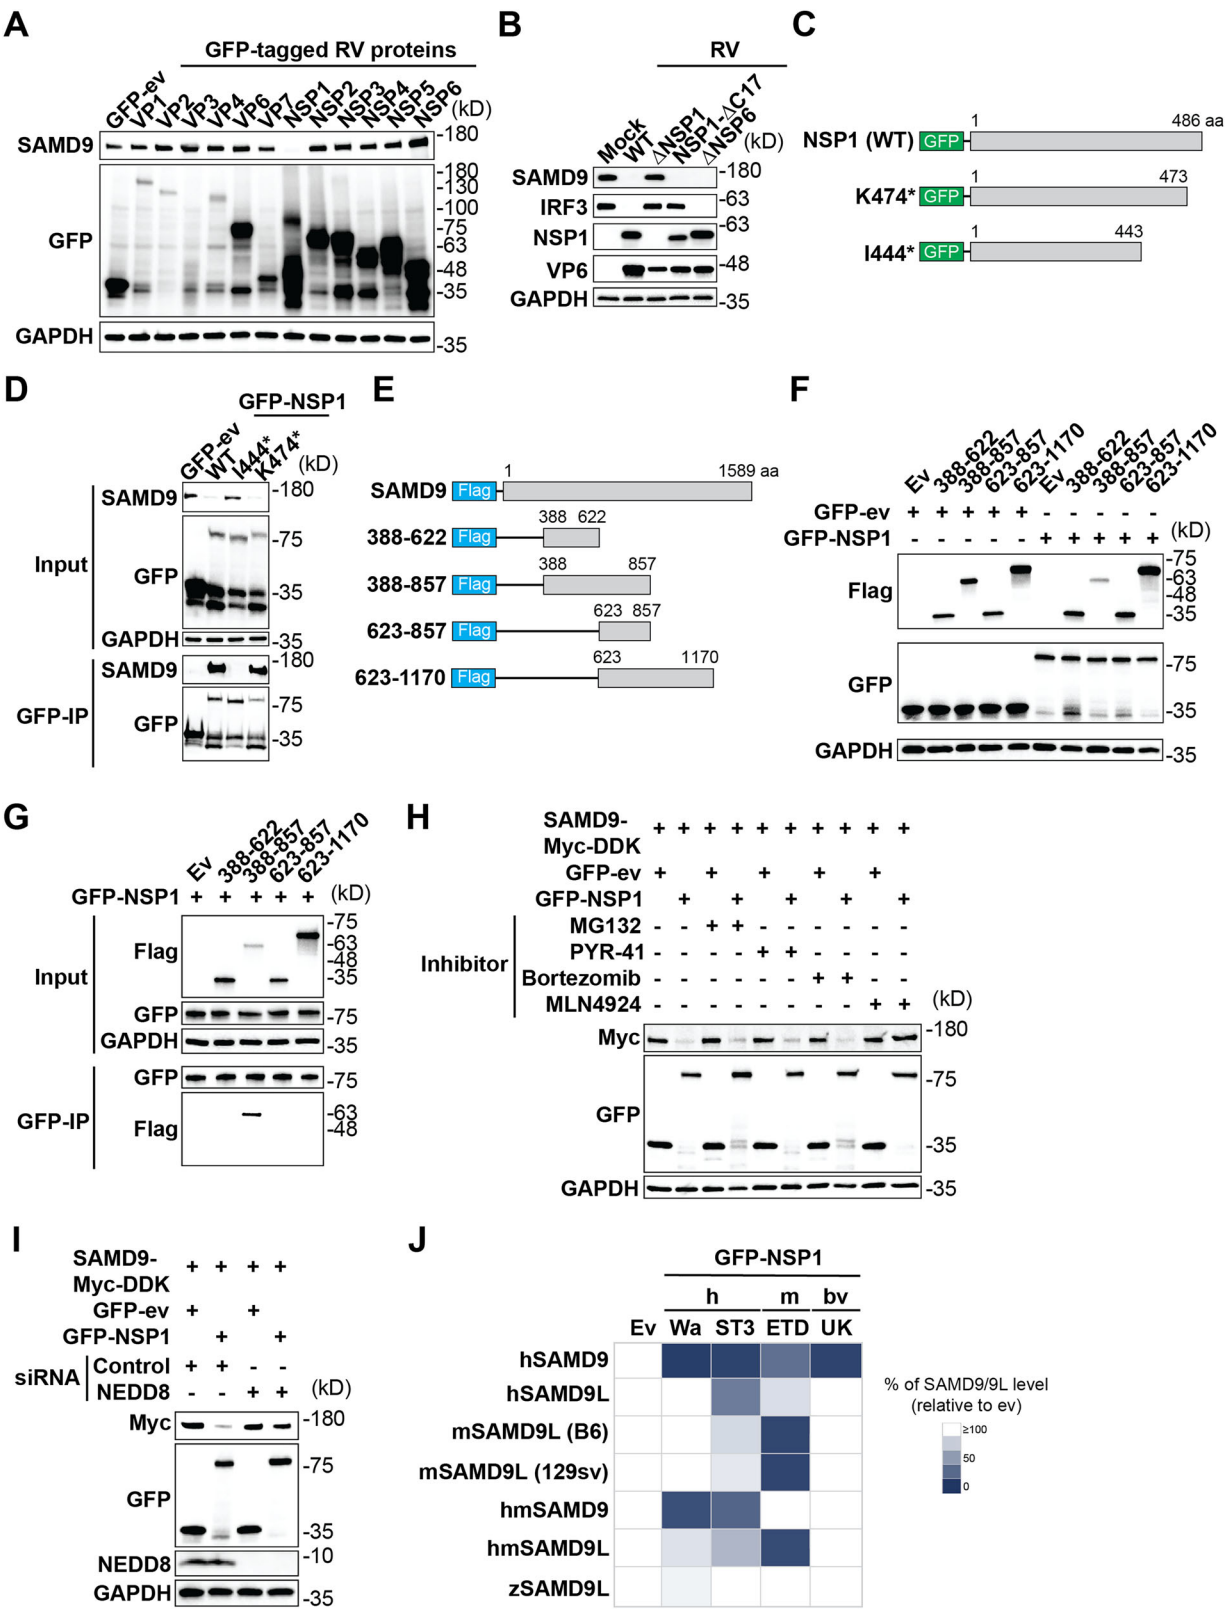 A
GFP-tagged RV proteins
GFP-ev VP1 VP2 VP3 VP4 VP6 VP7 NSP1 NSP2 NSP3 NSP4 NSP5 NSP6 (kD)
SAMD9 -180
-180
-130
-100
-75
GFP -63
-48
-35
GAPDH -35
B
RV
Mock WT ΔNSP1 NSP1-ΔC17 ΔNSP6 (kD)
SAMD9 -180
IRF3 -63
NSP1 -63
VP6 -48
GAPDH -35
C
1 486 aa
NSP1 (WT) GFP
1 473
K474* GFP
1 443
I444* GFP
D
GFP-NSP1
GFP-ev WT I444* K474* (kD)
SAMD9 -180
-75
Input GFP
-35
GAPDH -35
SAMD9 -180
-75
GFP-IP GFP
-35
E
1 1589 aa
SAMD9 Flag
388 622
388-622 Flag
388 857
388-857 Flag
623 857
623-857 Flag
623 1170
623-1170 Flag
F
Ev 388-622 388-857 623-857 623-1170 Ev 388-622 388-857 623-857 623-1170
GFP-ev + + + + + - - - - -
GFP-NSP1 - - - - - + + + + + (kD)
-75
Flag -63
-48
-35
-75
GFP
-35
GAPDH -35
G
Ev 388-622 388-857 623-857 623-1170
GFP-NSP1 + + + + + (kD)
-75
Flag -63
-48
Input -35
GFP -75
GAPDH -35
GFP -75
GFP-IP -63
Flag -48
H
SAMD9-
Myc-DDK + + + + + + + + + +
GFP-ev + + + + +
GFP-NSP1 + + + + +
MG132 - - + + - - - - - -
Inhibitor PYR-41 - - - - + + - - - -
Bortezomib - - - - - - + + - -
MLN4924 - - - - - - - - + + (kD)
Myc -180
-75
GFP
-35
GAPDH -35
I
SAMD9-
Myc-DDK + + + +
GFP-ev + +
GFP-NSP1 + +
siRNA Control + + - -
NEDD8 - - + + (kD)
Myc -180
-75
GFP
-35
NEDD8 -10
GAPDH -35
J
GFP-NSP1
h m bv
Ev Wa ST3 ETD UK
hSAMD9
hSAMD9L
mSAMD9L (B6)
mSAMD9L (129sv)
hmSAMD9
hmSAMD9L
zSAMD9L
% of SAMD9/9L level
(relative to ev)
≥100
50
0